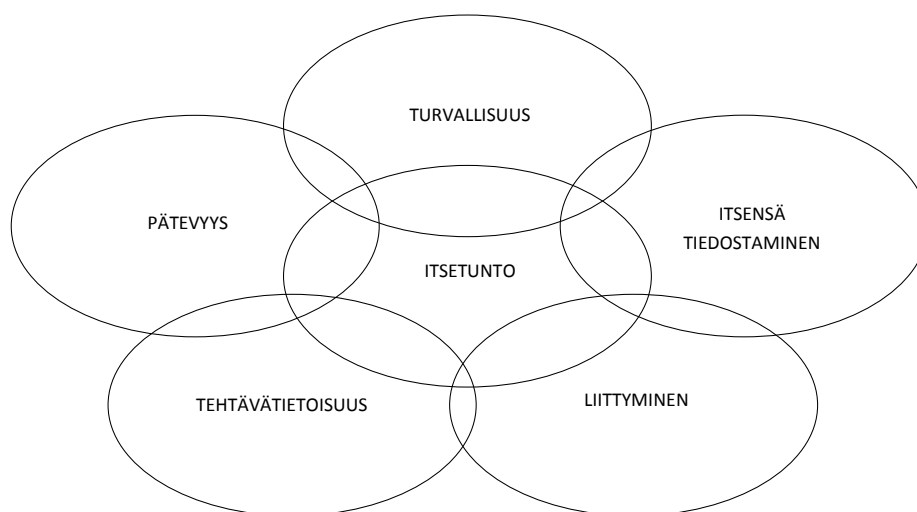 TURVALLISUUS
PÄTEVYYS
ITSENSÄ
TIEDOSTAMINEN
ITSETUNTO
TEHTÄVÄTIETOISUUS
LIITTYMINEN